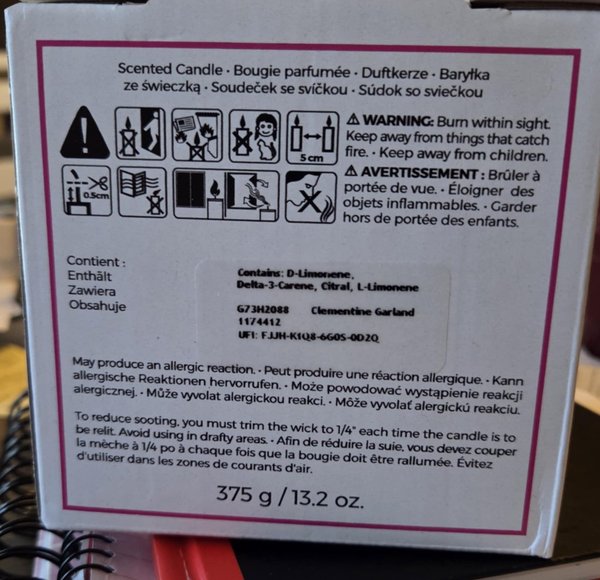 Scented Candle · Bougie parfumée · Duftkerze · Baryłka
ze świeczką · Soudeček se svíčkou · Súdok so sviečkou
5 cm
0.5cm
⚠ WARNING: Burn within sight.
Keep away from things that catch
fire. · Keep away from children.
⚠ AVERTISSEMENT : Brûler à
portée de vue. · Éloigner des
objets inflammables. · Garder
hors de portée des enfants.
Contient :
Enthält
Zawiera
Obsahuje
Contains: D-Limonene,
Delta-3-Carene, Citral, L-Limonene
G73H2088 Clementine Garland
1174412
UFI: FJJH-K1Q8-6G0S-0D2Q
May produce an allergic reaction. · Peut produire une réaction allergique. · Kann
allergische Reaktionen hervorrufen. · Może powodować wystąpienie reakcji
alergicznej. · Může vyvolat alergickou reakci. · Môže vyvolať alergickú reakciu.
To reduce sooting, you must trim the wick to 1/4" each time the candle is to
be relit. Avoid using in drafty areas. · Afin de réduire la suie, vous devez couper
la mèche à 1/4 po à chaque fois que la bougie doit être rallumée. Évitez
d'utiliser dans les zones de courants d'air.
375 g / 13.2 oz.